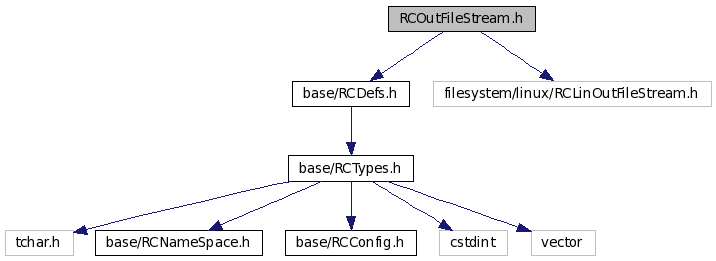 RCOutFileStream.h
base/RCDefs.h
filesystem/linux/RCLinOutFileStream.h
base/RCTypes.h
tchar.h
base/RCNameSpace.h
base/RCConfig.h
cstdint
vector